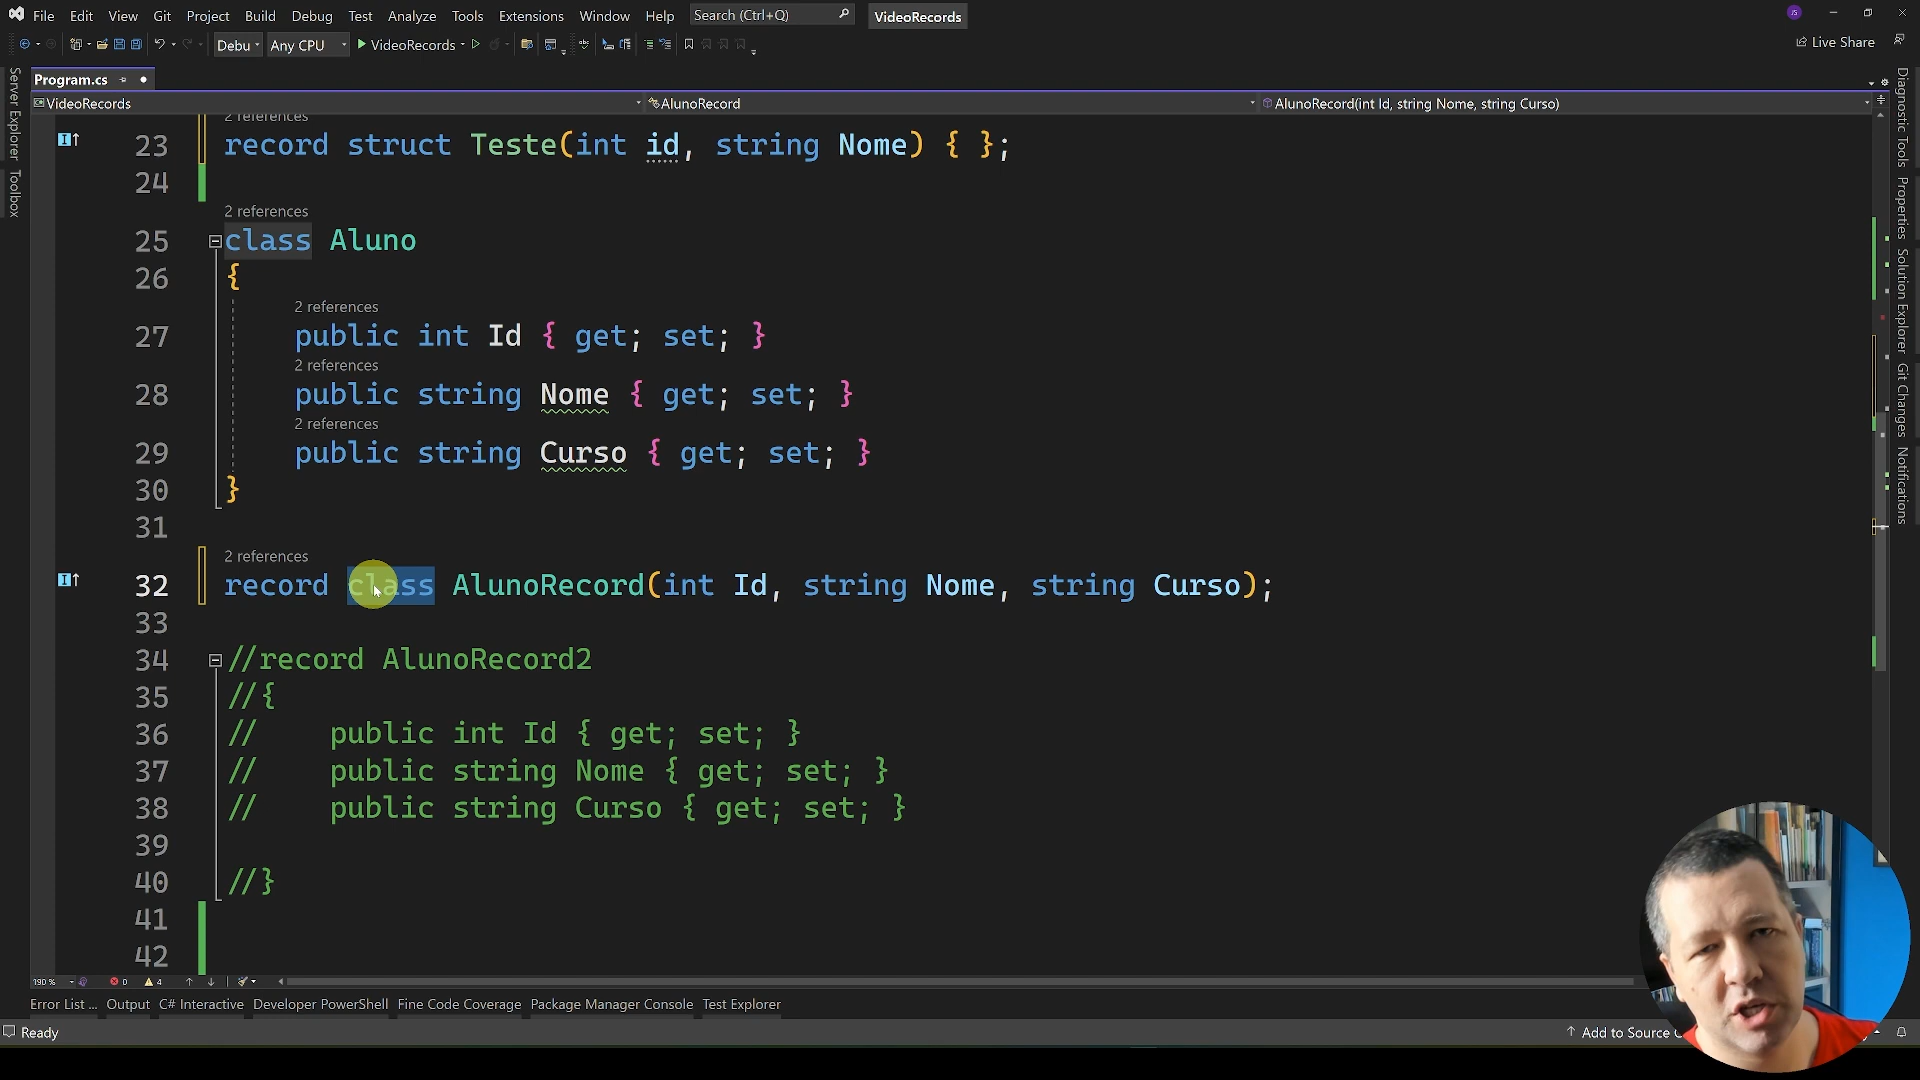 File Edit View Git Project Build Debug Test Analyze Tools Extensions Window Help Search (Ctrl+Q) VideoRecords JS
Debu Any CPU VideoRecords Live Share
Program.cs
VideoRecords AlunoRecord AlunoRecord(int Id, string Nome, string Curso)
Server Explorer
Toolbox
2 references
23 record struct Teste(int id, string Nome) { };
24
2 references
25 class Aluno
26 {
2 references
27 public int Id { get; set; }
2 references
28 public string Nome { get; set; }
2 references
29 public string Curso { get; set; }
30 }
31
2 references
32 record class AlunoRecord(int Id, string Nome, string Curso);
33
34 //record AlunoRecord2
35 //{
36 // public int Id { get; set; }
37 // public string Nome { get; set; }
38 // public string Curso { get; set; }
39
40 //}
41
42
Diagnostic Tools
Properties
Solution Explorer
Git Changes
Notifications
190 % 0 4
Error List ... Output C# Interactive Developer PowerShell Fine Code Coverage Package Manager Console Test Explorer
Ready Add to Source C